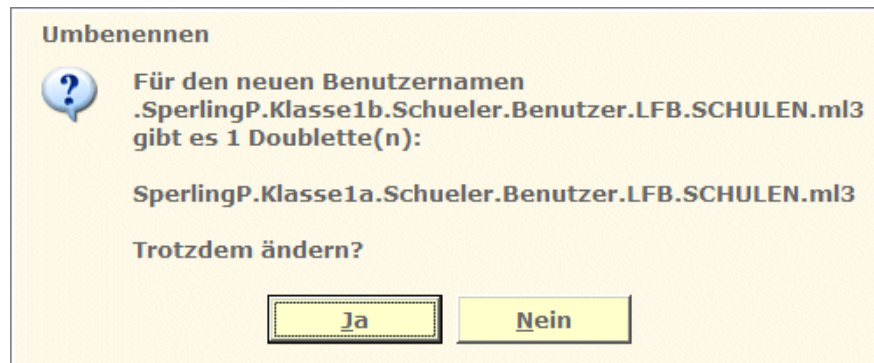 Umbenennen
Für den neuen Benutzernamen
.SperlingP.Klasse1b.Schueler.Benutzer.LFB.SCHULEN.ml3
gibt es 1 Doublette(n):
SperlingP.Klasse1a.Schueler.Benutzer.LFB.SCHULEN.ml3
Trotzdem ändern?
Ja
Nein